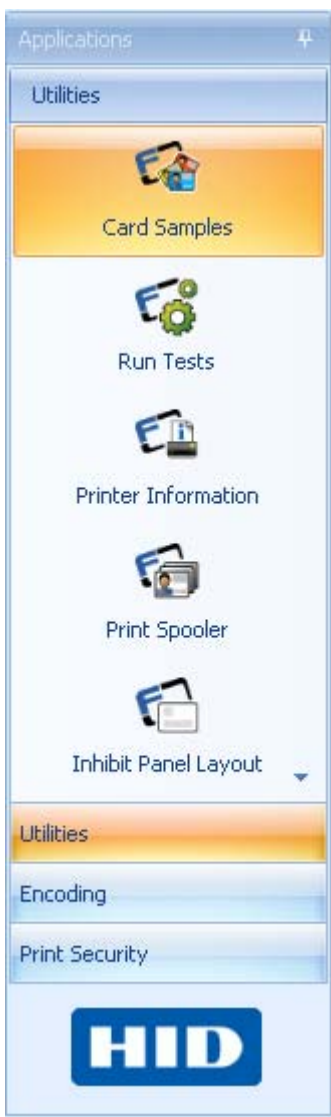 Applications
Utilities
Card Samples
Run Tests
Printer Information
Print Spooler
Inhibit Panel Layout
Utilities
Encoding
Print Security
HID